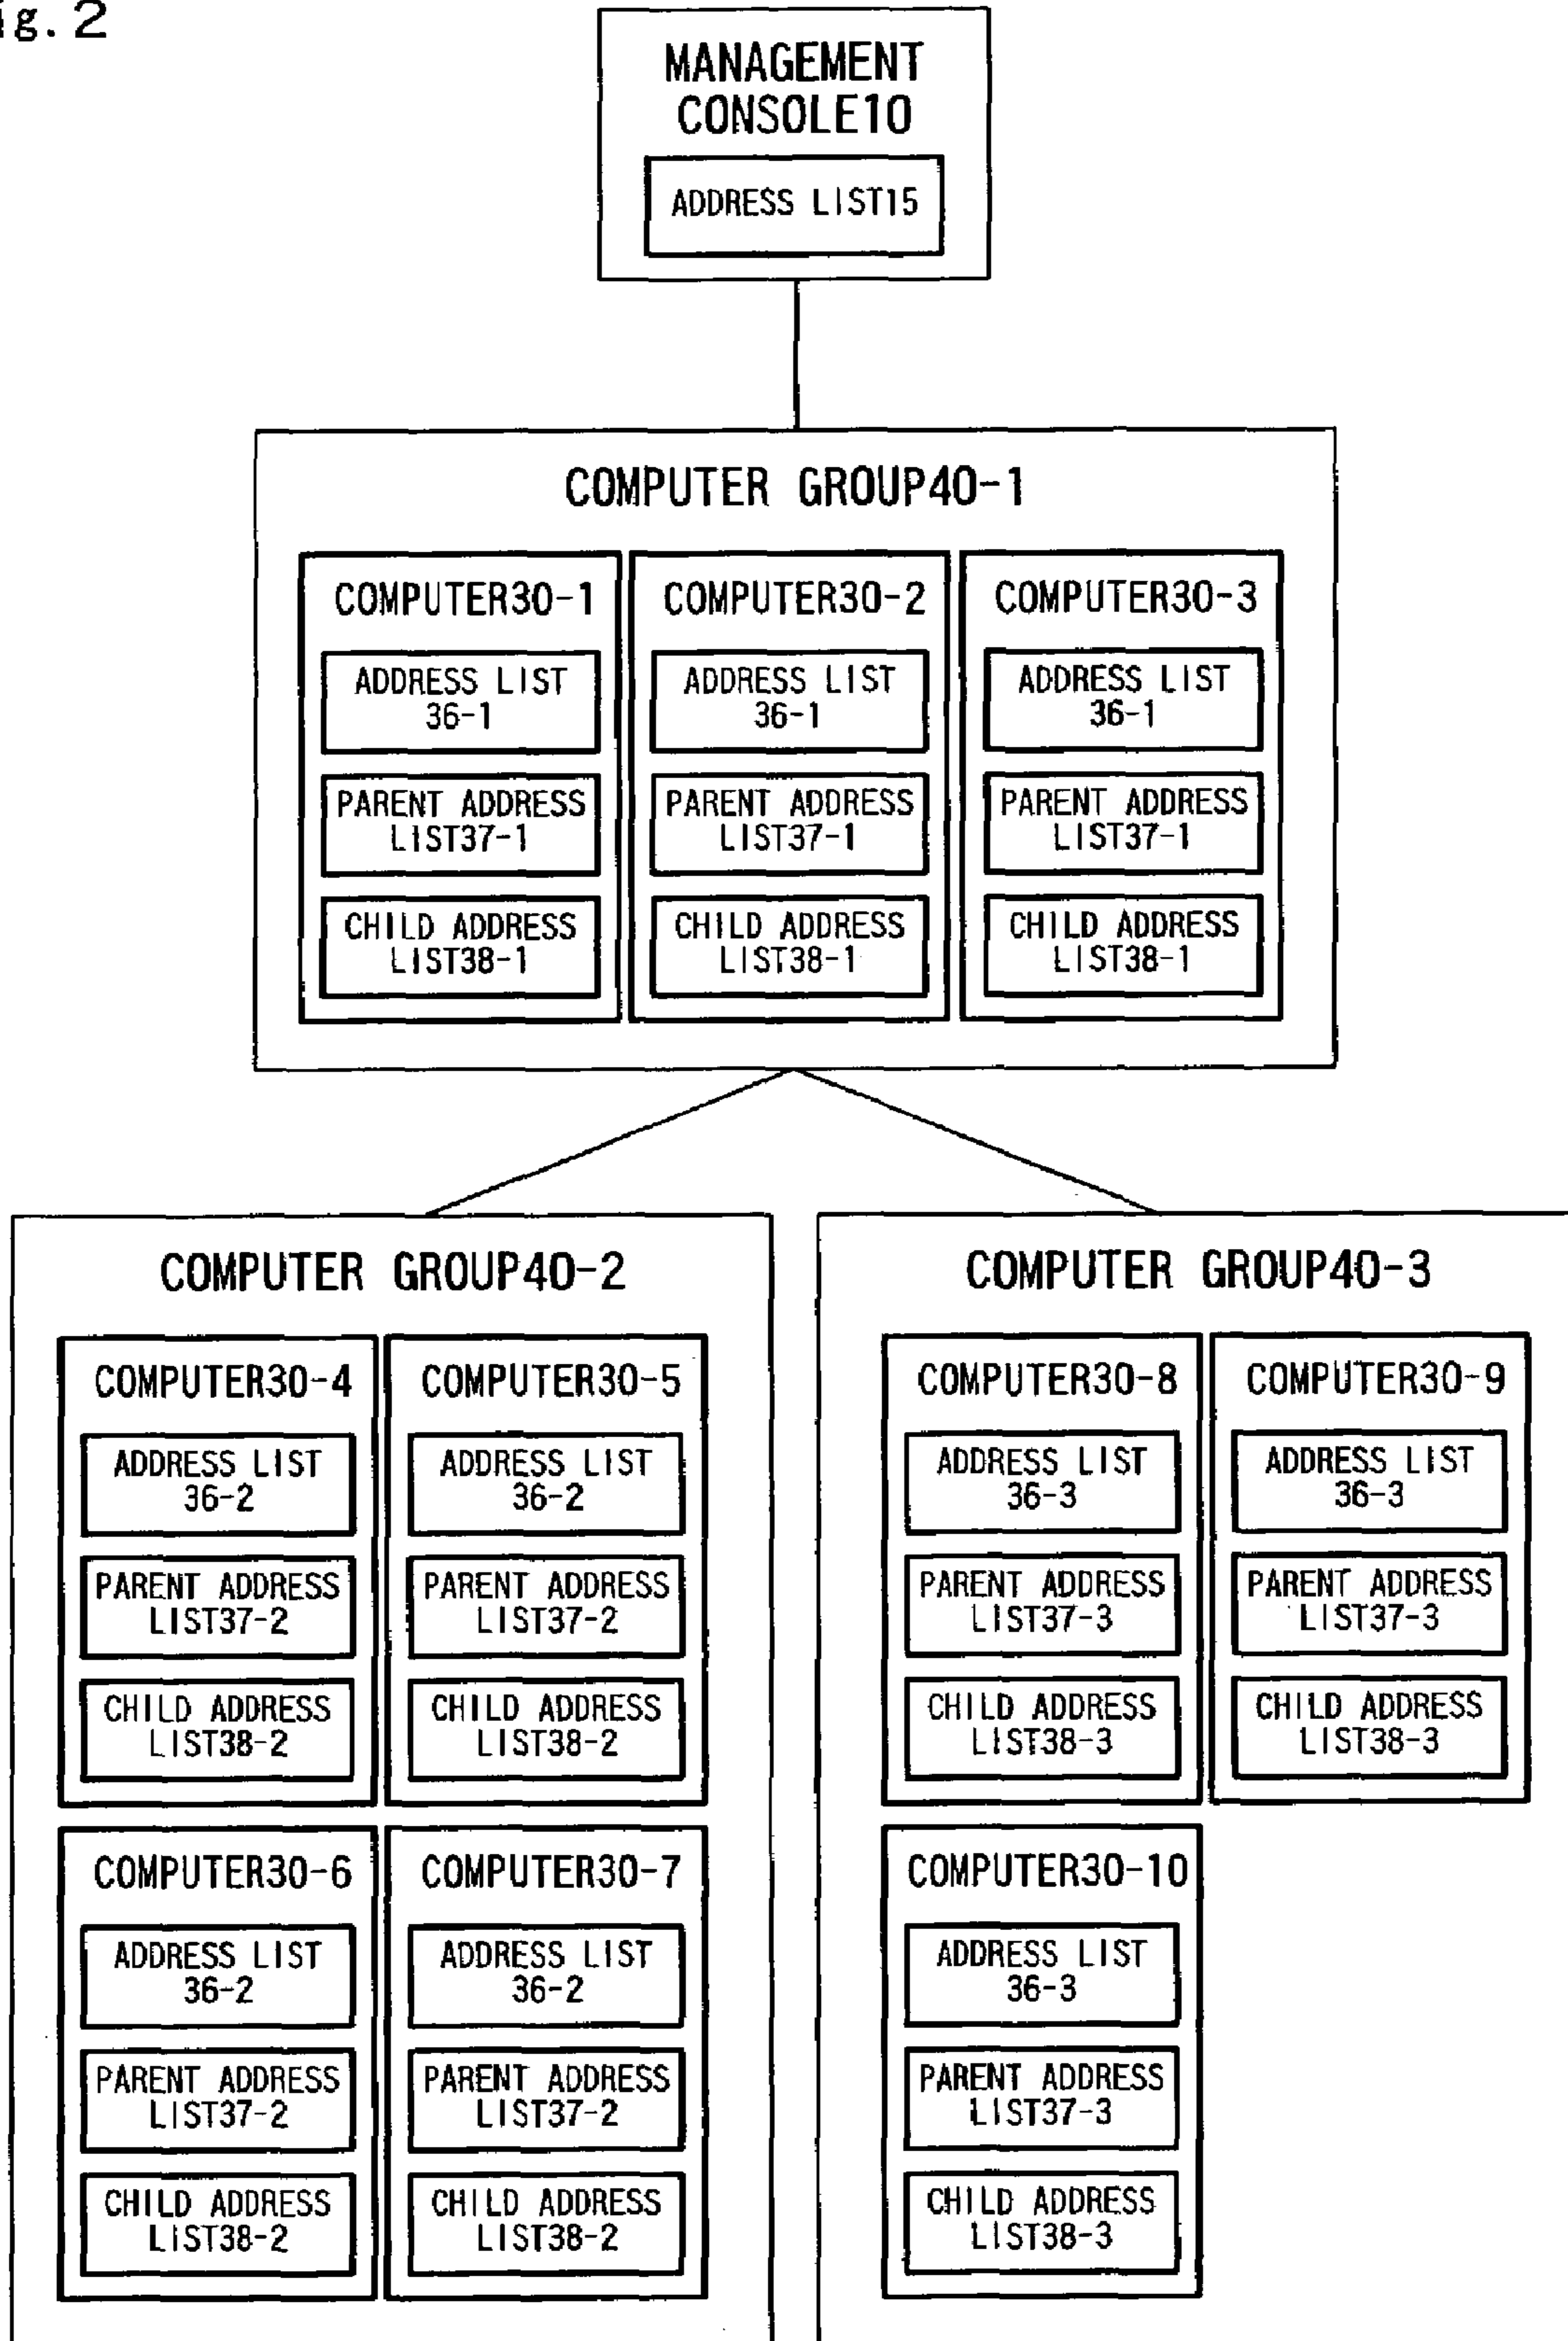 ig. 2
MANAGEMENT
CONSOLE10
ADDRESS LIST15
COMPUTER GROUP40-1
COMPUTER30-1
ADDRESS LIST
36-1
PARENT ADDRESS
LIST37-1
CHILD ADDRESS
LIST38-1
COMPUTER30-2
ADDRESS LIST
36-1
PARENT ADDRESS
LIST37-1
CHILD ADDRESS
LIST38-1
COMPUTER30-3
ADDRESS LIST
36-1
PARENT ADDRESS
LIST37-1
CHILD ADDRESS
LIST38-1
COMPUTER GROUP40-2
COMPUTER30-4
ADDRESS LIST
36-2
PARENT ADDRESS
LIST37-2
CHILD ADDRESS
LIST38-2
COMPUTER30-5
ADDRESS LIST
36-2
PARENT ADDRESS
LIST37-2
CHILD ADDRESS
LIST38-2
COMPUTER30-6
ADDRESS LIST
36-2
PARENT ADDRESS
LIST37-2
CHILD ADDRESS
LIST38-2
COMPUTER30-7
ADDRESS LIST
36-2
PARENT ADDRESS
LIST37-2
CHILD ADDRESS
LIST38-2
COMPUTER GROUP40-3
COMPUTER30-8
ADDRESS LIST
36-3
PARENT ADDRESS
LIST37-3
CHILD ADDRESS
LIST38-3
COMPUTER30-9
ADDRESS LIST
36-3
PARENT ADDRESS
LIST37-3
CHILD ADDRESS
LIST38-3
COMPUTER30-10
ADDRESS LIST
36-3
PARENT ADDRESS
LIST37-3
CHILD ADDRESS
LIST38-3